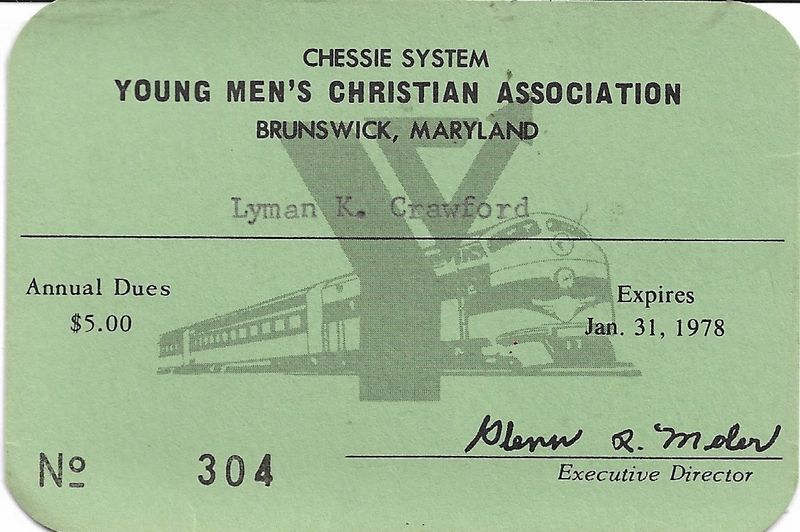 CHESSIE SYSTEM
YOUNG MEN'S CHRISTIAN ASSOCIATION
BRUNSWICK, MARYLAND
Lyman K. Crawford
Annual Dues
$5.00
Expires
Jan. 31, 1978
Glenn R.
Executive Director
Nº 304